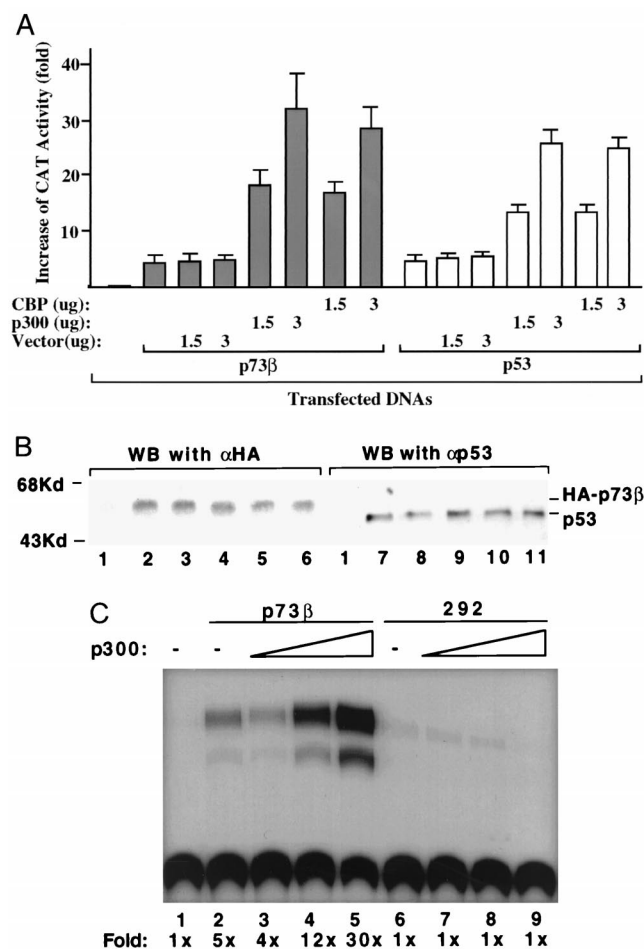 A
Increase of CAT Activity (fold)
40
30
20
10
CBP (ug): 1.5 3 1.5 3
p300 (ug): 1.5 3 1.5 3
Vector(ug): 1.5 3 1.5 3
p73β p53
Transfected DNAs
B
WB with αHA WB with αp53
68Kd
43Kd
HA-p73β
p53
1 2 3 4 5 6 1 7 8 9 10 11
C
p73β 292
p300: - - -
1 2 3 4 5 6 7 8 9
Fold: 1x 5x 4x 12x 30x 1x 1x 1x 1x